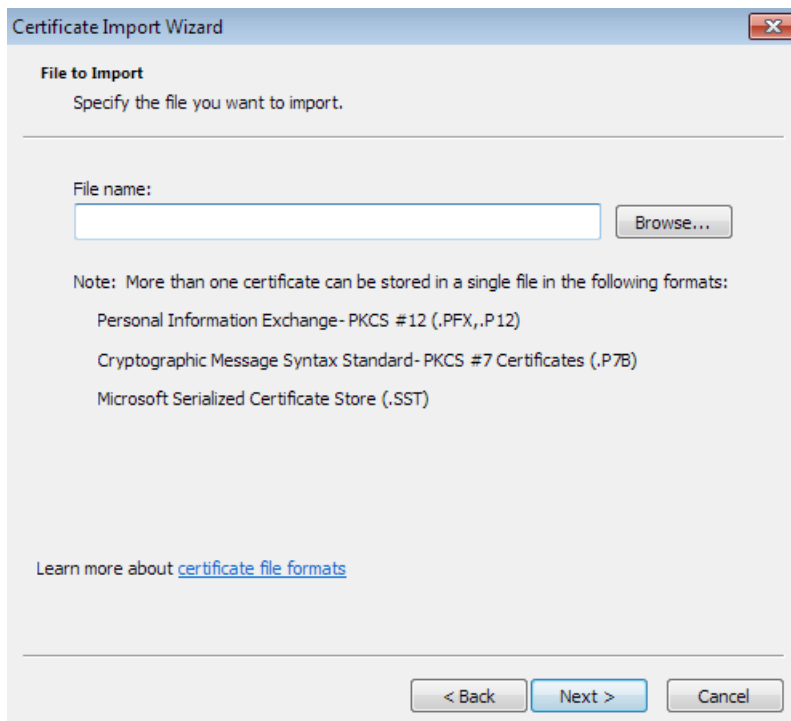 Certificate Import Wizard
File to Import
Specify the file you want to import.
File name:
Browse...
Note: More than one certificate can be stored in a single file in the following formats:
Personal Information Exchange- PKCS #12 (.PFX,.P12)
Cryptographic Message Syntax Standard- PKCS #7 Certificates (.P7B)
Microsoft Serialized Certificate Store (.SST)
Learn more about certificate file formats
< Back Next > Cancel